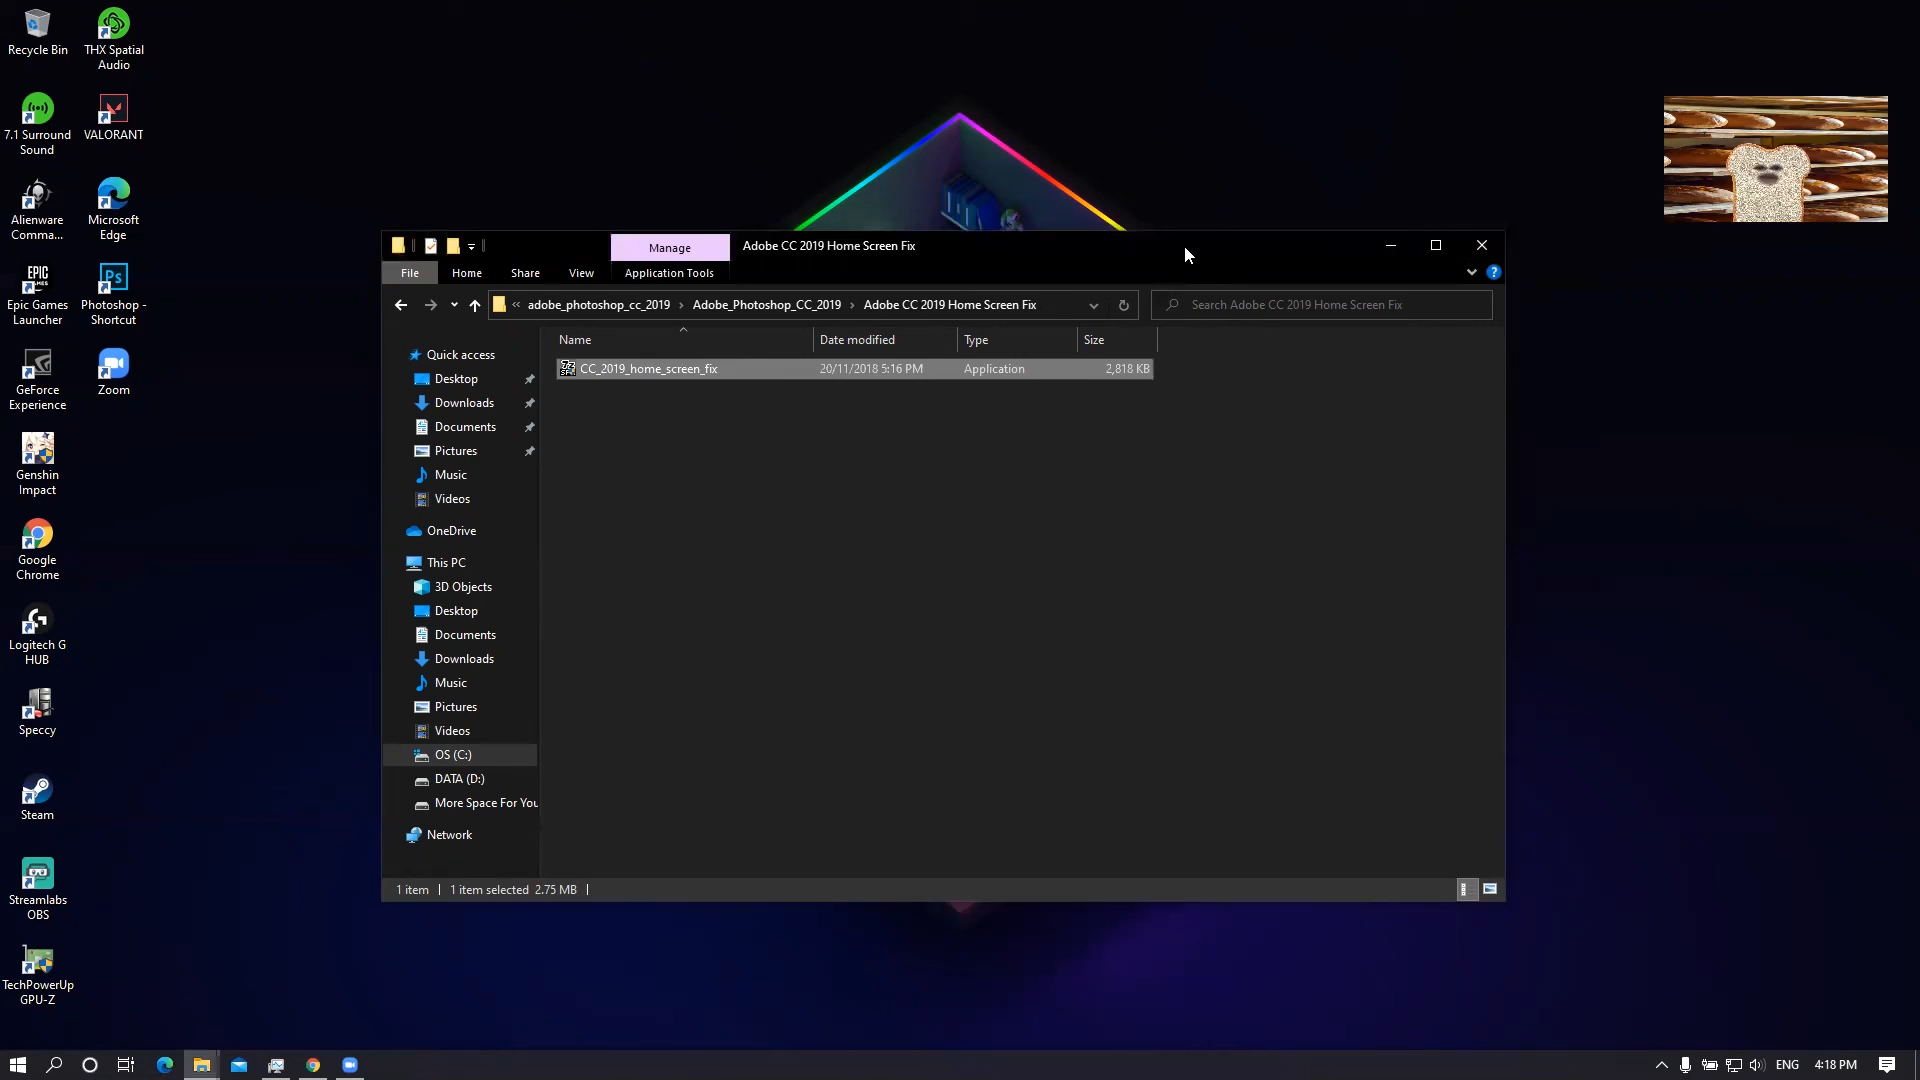 Recycle Bin
THX Spatial
Audio
7.1 Surround
Sound
VALORANT
Alienware
Comma...
Microsoft
Edge
EPIC
GAMES
Epic Games
Launcher
Ps
Photoshop -
Shortcut
GeForce
Experience
Zoom
Genshin
Impact
Google
Chrome
Logitech G
HUB
Speccy
Steam
Streamlabs
OBS
TechPowerUp
GPU-Z
Manage
Adobe CC 2019 Home Screen Fix
File
Home
Share
View
Application Tools
adobe_photoshop_cc_2019 › Adobe_Photoshop_CC_2019 › Adobe CC 2019 Home Screen Fix
Search Adobe CC 2019 Home Screen Fix
Name
Date modified
Type
Size
CC_2019_home_screen_fix
20/11/2018 5:16 PM
Application
2,818 KB
Quick access
Desktop
Downloads
Documents
Pictures
Music
Videos
OneDrive
This PC
3D Objects
Desktop
Documents
Downloads
Music
Pictures
Videos
OS (C:)
DATA (D:)
More Space For You
Network
1 item
1 item selected 2.75 MB
ENG
4:18 PM